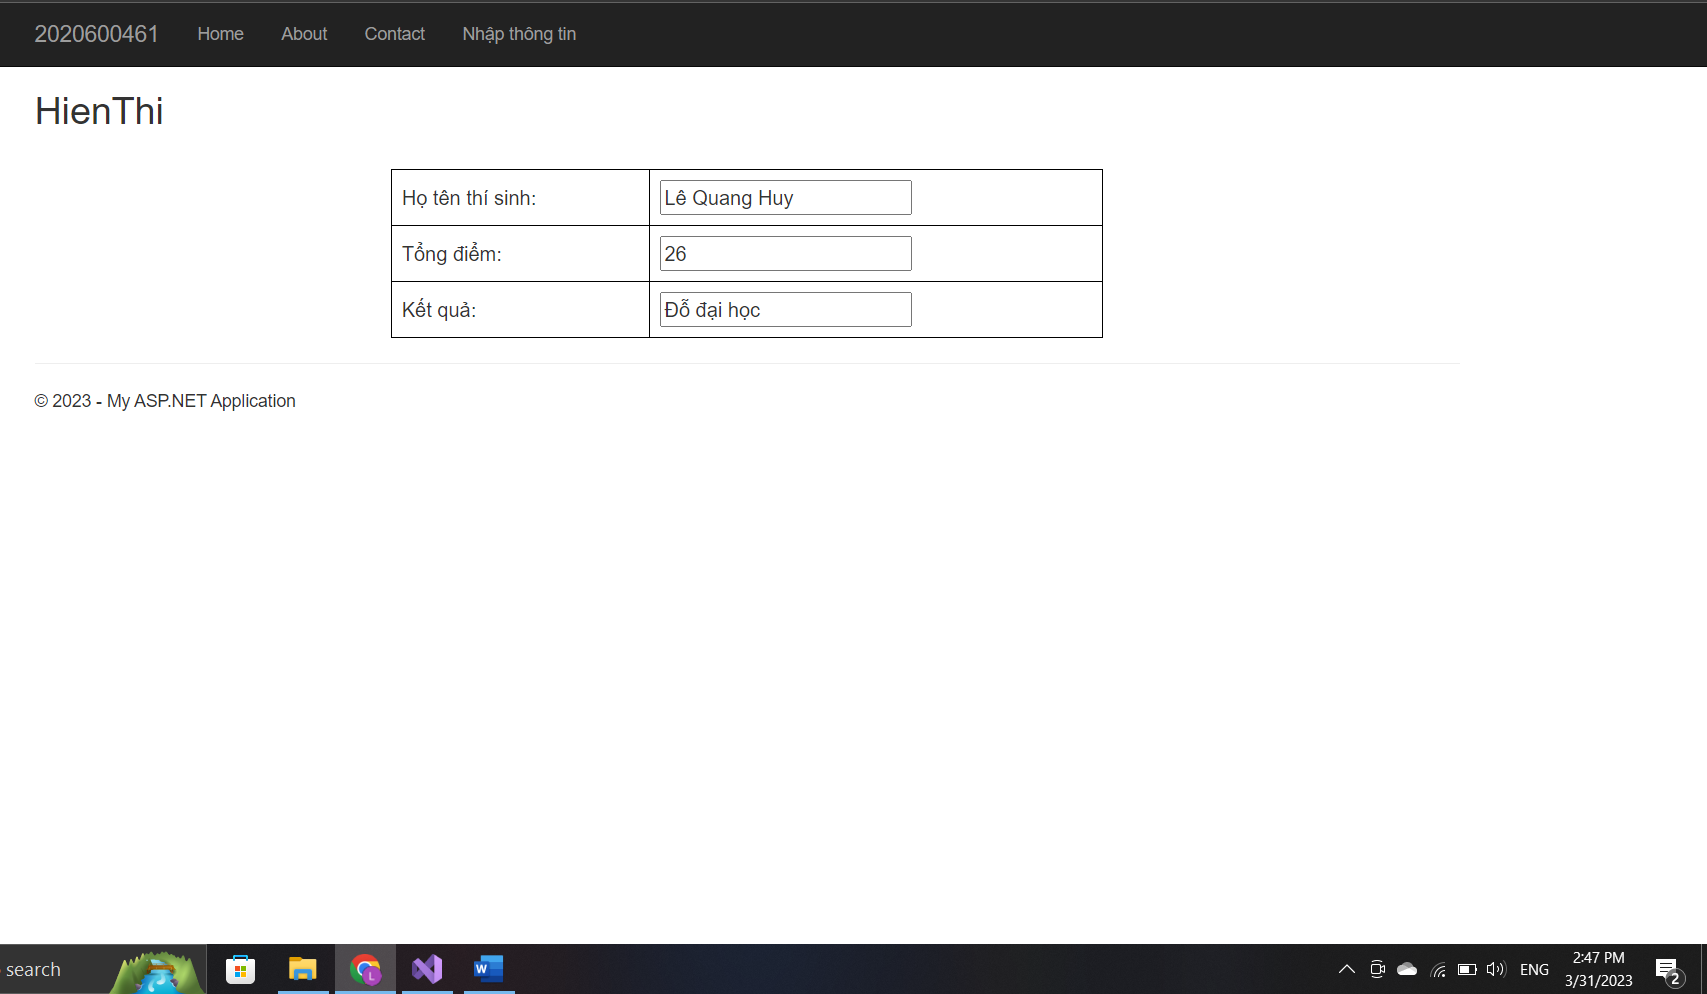 2020600461 Home About Contact Nhập thông tin
HienThi
Họ tên thí sinh: Lê Quang Huy
Tổng điểm: 26
Kết quả: Đỗ đại học
© 2023 - My ASP.NET Application
search
L
W
ENG
2:47 PM
3/31/2023
2